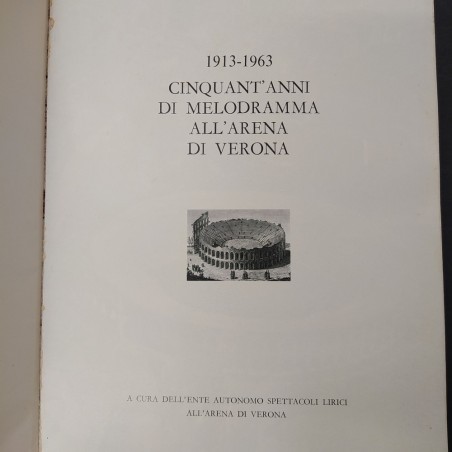 1913-1963
CINQUANT'ANNI
DI MELODRAMMA
ALL'ARENA
DI VERONA
A CURA DELL'ENTE AUTONOMO SPETTACOLI LIRICI
ALL'ARENA DI VERONA